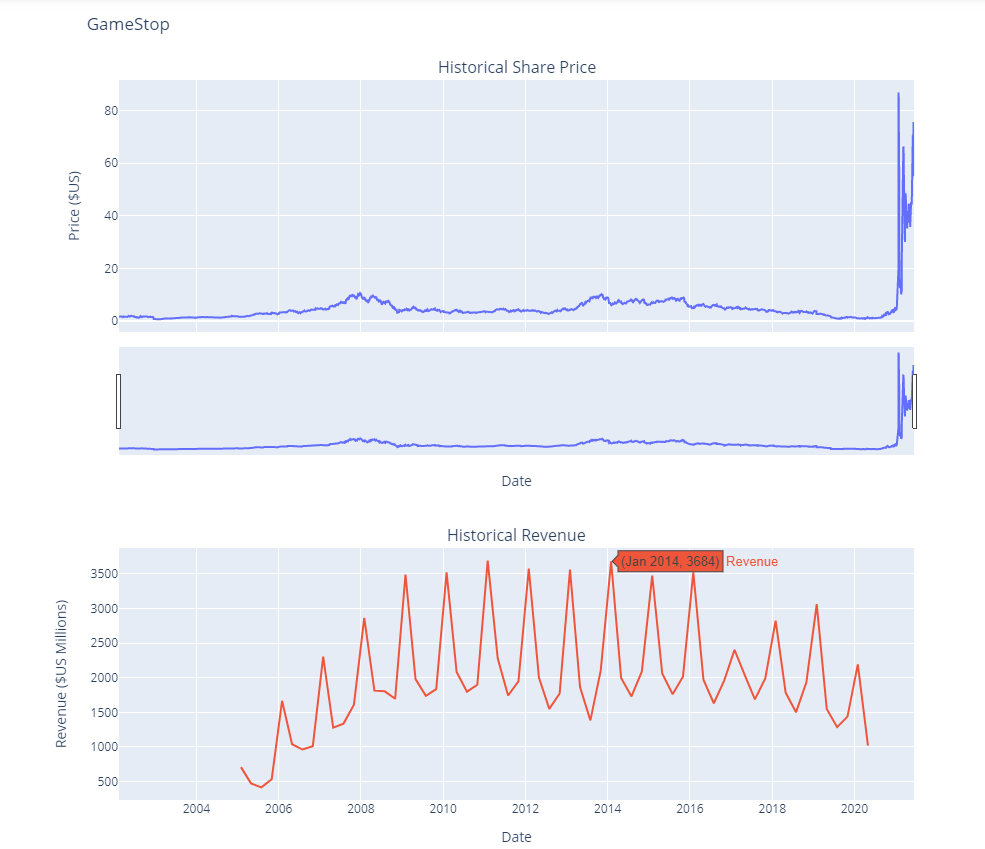 GameStop
Historical Share Price
80
60
40
20
0
Price ($US)
Date
Historical Revenue
(Jan 2014, 3684) Revenue
3500
3000
2500
2000
1500
1000
500
Revenue ($US Millions)
2004 2006 2008 2010 2012 2014 2016 2018 2020
Date